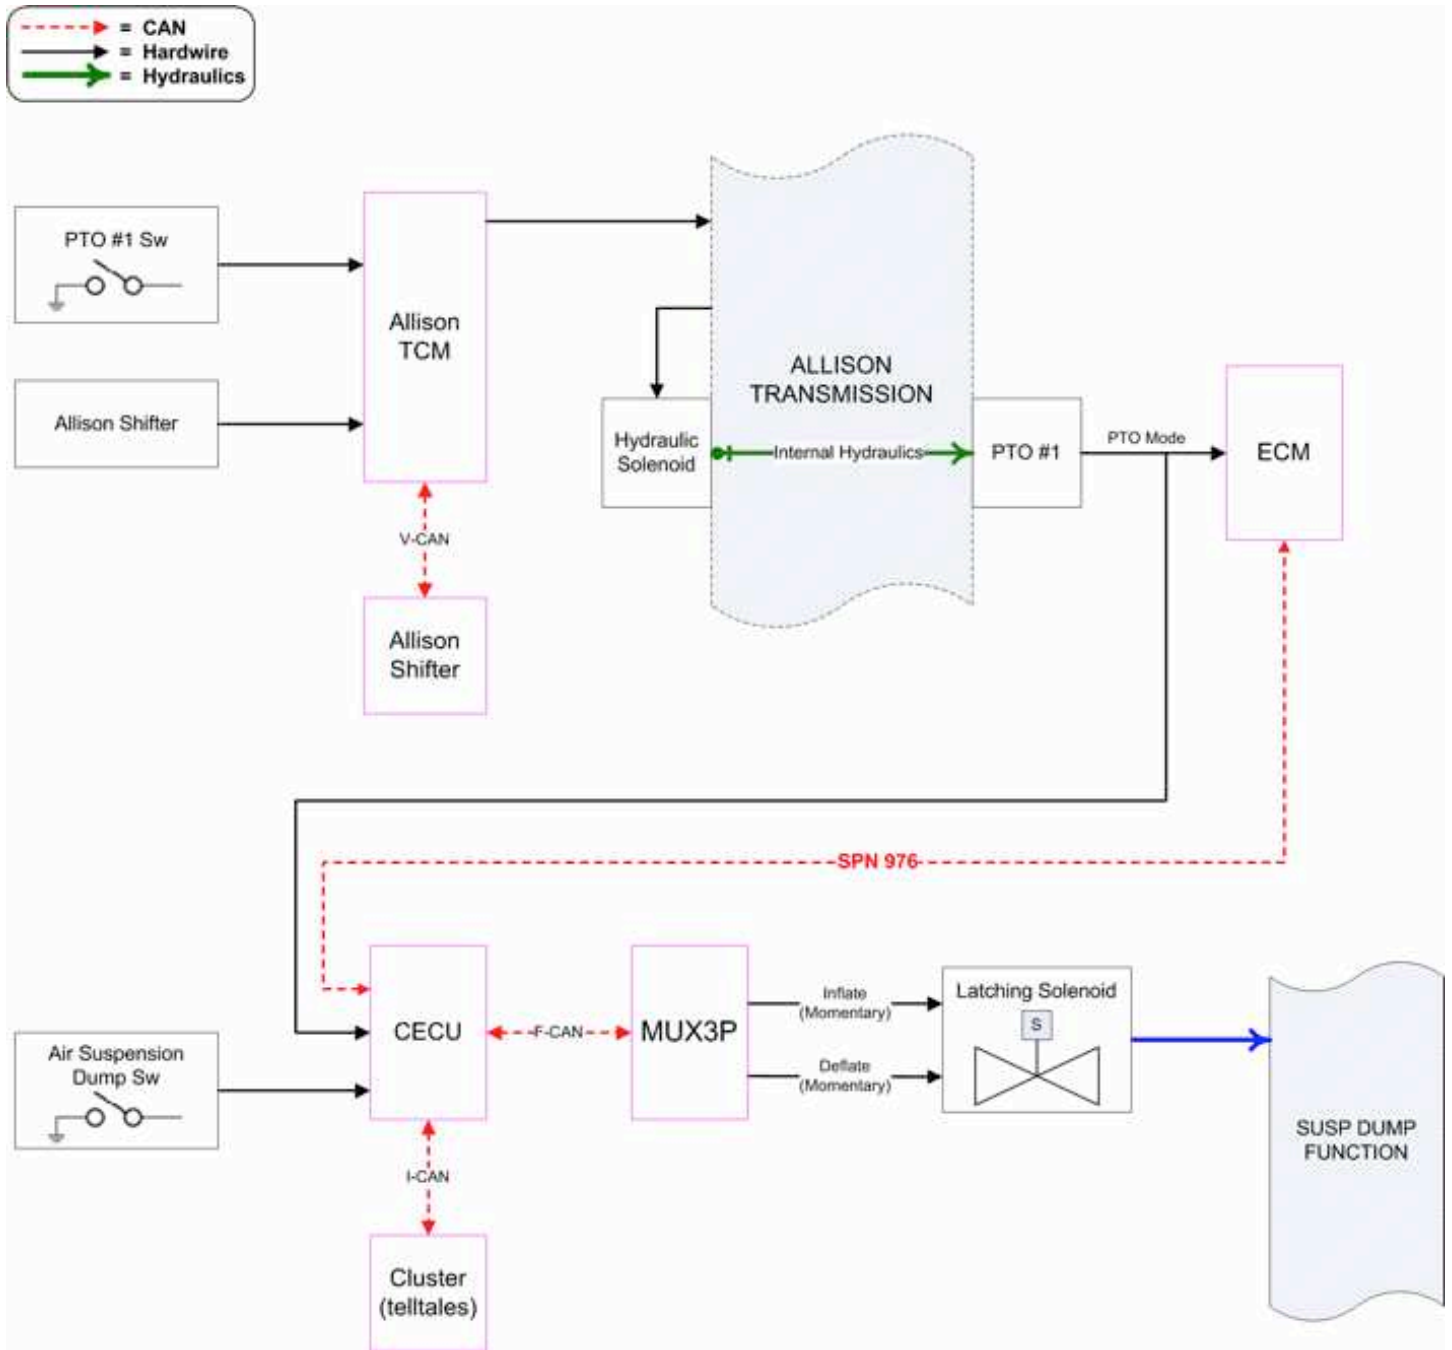 = CAN
= Hardwire
= Hydraulics
PTO #1 Sw
Allison Shifter
Allison
TCM
V-CAN
Allison
Shifter
ALLISON
TRANSMISSION
Hydraulic
Solenoid
Internal Hydraulics
PTO #1
PTO Mode
ECM
SPN 976
Air Suspension
Dump Sw
CECU
F-CAN
MUX3P
Inflate
(Momentary)
Deflate
(Momentary)
Latching Solenoid
S
SUSP DUMP
FUNCTION
I-CAN
Cluster
(telltales)